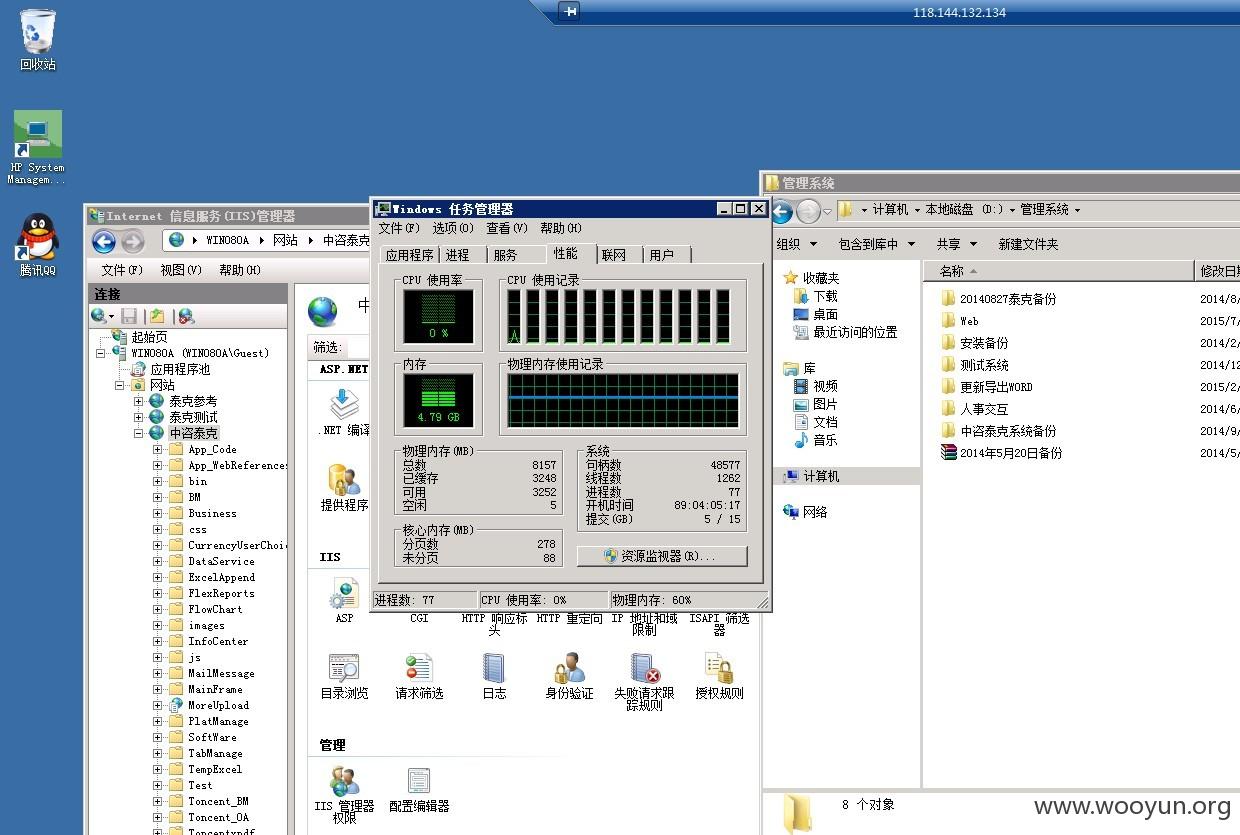 118.144.132.134
回收站
HP System
Managem...
腾讯QQ
Internet 信息服务(IIS)管理器
WIN080A
网站
中咨泰克
文件(F)
视图(V)
帮助(H)
连接
起始页
WIN080A (WIN080A\Guest)
应用程序池
网站
泰克参考
泰克测试
中咨泰克
App_Code
App_WebReferences
bin
BM
Business
css
CurrencyUserChoi
DataService
ExcelAppend
FlexReports
FlowChart
images
InfoCenter
js
MailMessage
MainFrame
MoreUpload
PlatManage
SoftWare
TabManage
TempExcel
Test
Toncent_BM
Toncent_OA
Toncentpdf
中
筛选:
ASP.NET
.NET 编译
提供程序
IIS
ASP
CGI
HTTP 响应标
头
HTTP 重定向
IP 地址和域
限制
ISAPI 筛选
器
目录浏览
请求筛选
日志
身份验证
失败请求跟
踪规则
授权规则
管理
IIS 管理器
权限
配置编辑器
Windows 任务管理器
文件(F)
选项(O)
查看(V)
帮助(H)
应用程序
进程
服务
性能
联网
用户
CPU 使用率
0 %
CPU 使用记录
内存
4.79 GB
物理内存使用记录
物理内存(MB)
总数 8157
已缓存 3248
可用 3252
空闲 5
核心内存(MB)
分页数 278
未分页 88
系统
句柄数 48577
线程数 1262
进程数 77
开机时间 89:04:05:17
提交(GB) 5 / 15
资源监视器(R)...
进程数: 77
CPU 使用率: 0%
物理内存: 60%
管理系统
计算机
本地磁盘 (D:)
管理系统
组织
包含到库中
共享
新建文件夹
收藏夹
下载
桌面
最近访问的位置
库
视频
图片
文档
音乐
计算机
网络
名称
修改日期
20140827泰克备份 2014/8/
Web 2015/7/
安装备份 2014/2/
测试系统 2014/12
更新导出WORD 2015/2/
人事交互 2014/6/
中咨泰克系统备份 2014/9/
2014年5月20日备份 2014/5/
8 个对象
www.wooyun.org